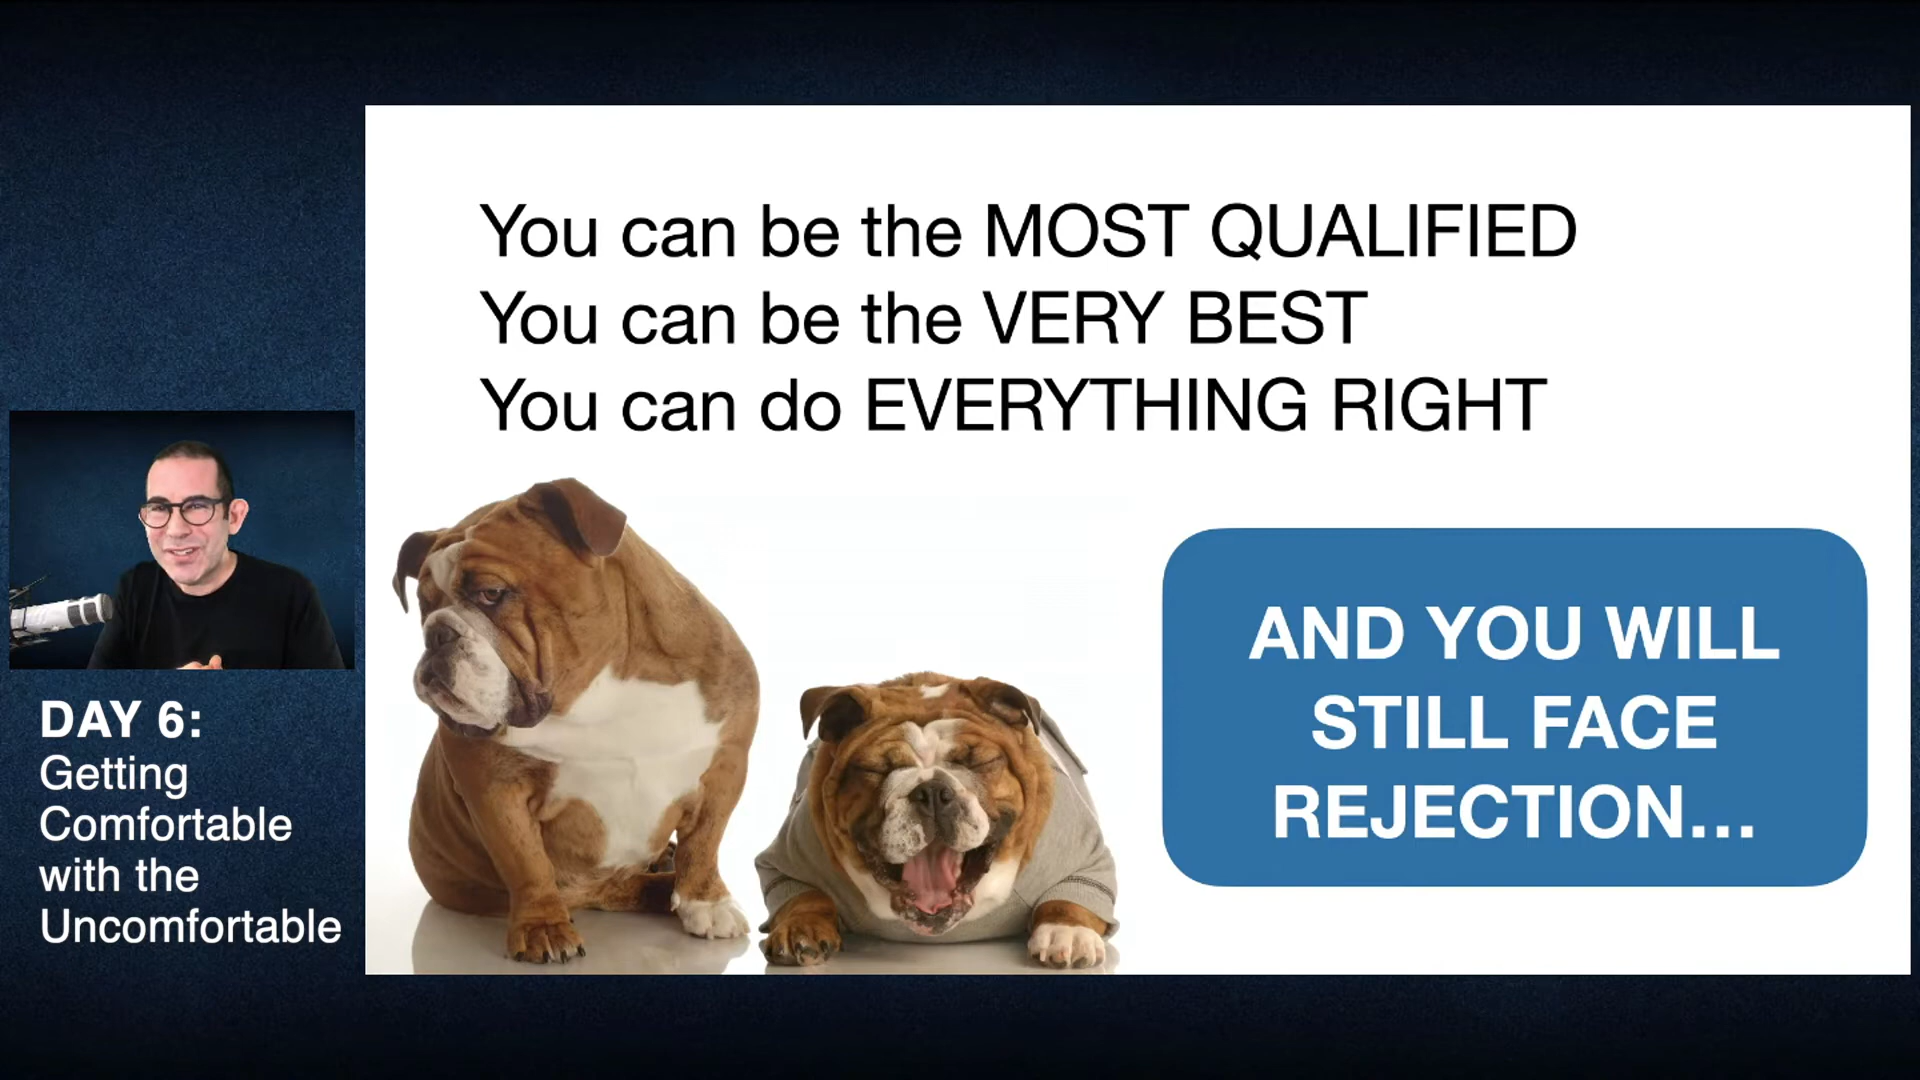 You can be the MOST QUALIFIED
You can be the VERY BEST
You can do EVERYTHING RIGHT
AND YOU WILL
STILL FACE
REJECTION...
DAY 6:
Getting
Comfortable
with the
Uncomfortable